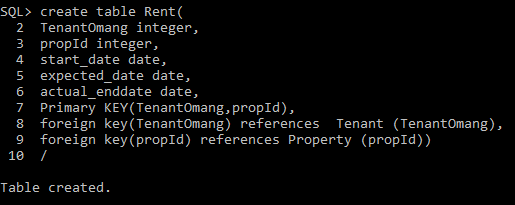 SQL> create table Rent(
  2  TenantOmang integer,
  3  propId integer,
  4  start_date date,
  5  expected_date date,
  6  actual_enddate date,
  7  Primary KEY(TenantOmang,propId),
  8  foreign key(TenantOmang) references  Tenant (TenantOmang),
  9  foreign key(propId) references Property (propId))
 10  /
Table created.